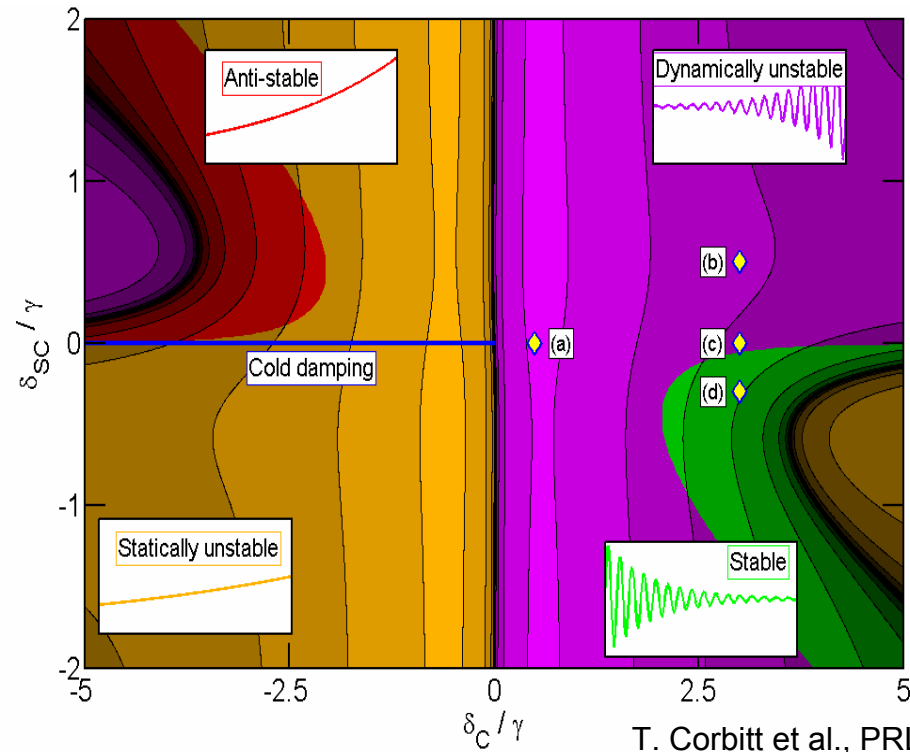 2
Anti-stable
Dynamically unstable
1
(b)
δSC / γ
0
(a)
(c)
Cold damping
(d)
-1
Statically unstable
Stable
-2
-5
-2.5
0
2.5
5
δC / γ
T. Corbitt et al., PRL